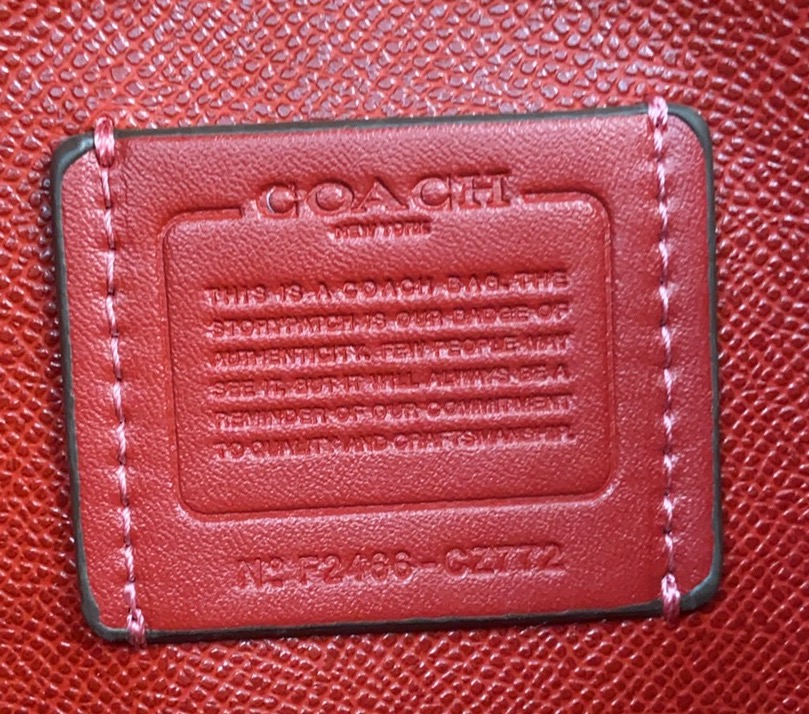 COACH
NEW YORK
THIS IS A COACH BAG. THE
STORYPATCH IS OUR BADGE OF
AUTHENTICITY. FEW PEOPLE MAY
SEE IT, BUT IT WILL ALWAYS BE A
REMINDER OF OUR COMMITMENT
TO QUALITY AND CRAFTSMANSHIP.
Nº F2466-CZ772